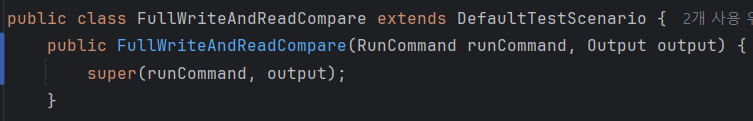 public class FullWriteAndReadCompare extends DefaultTestScenario { 2개 사용
public FullWriteAndReadCompare(RunCommand runCommand, Output output) {
super(runCommand, output);
}